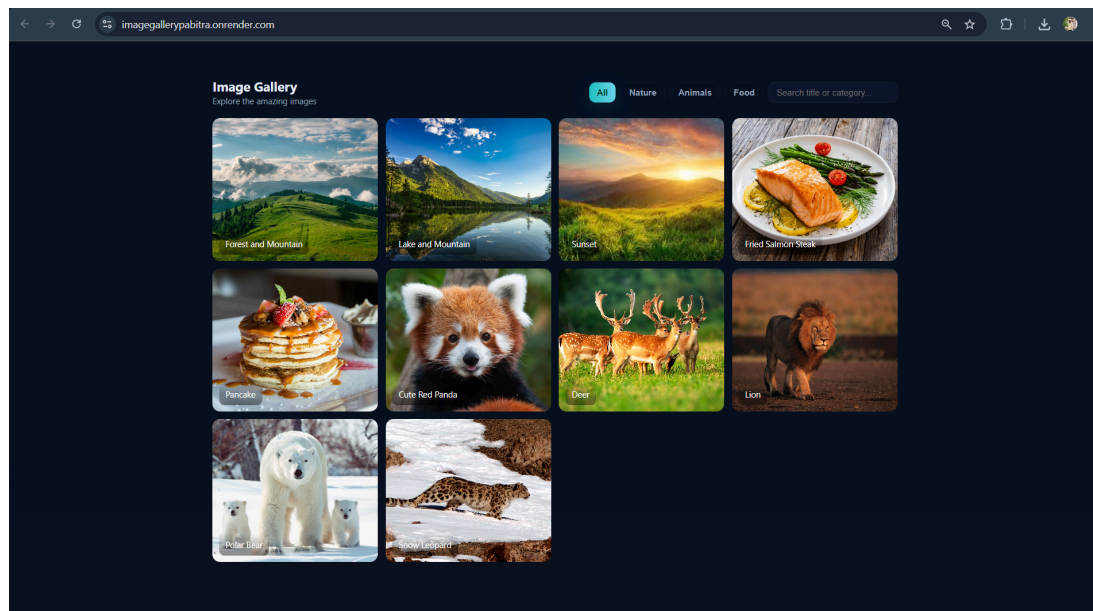 imagegallerypabitra.onrender.com
Image Gallery
Explore the amazing images
All Nature Animals Food Search title or category...
Forest and Mountain
Lake and Mountain
Sunset
Fried Salmon Steak
Pancake
Cute Red Panda
Deer
Lion
Polar Bear
Snow Leopard